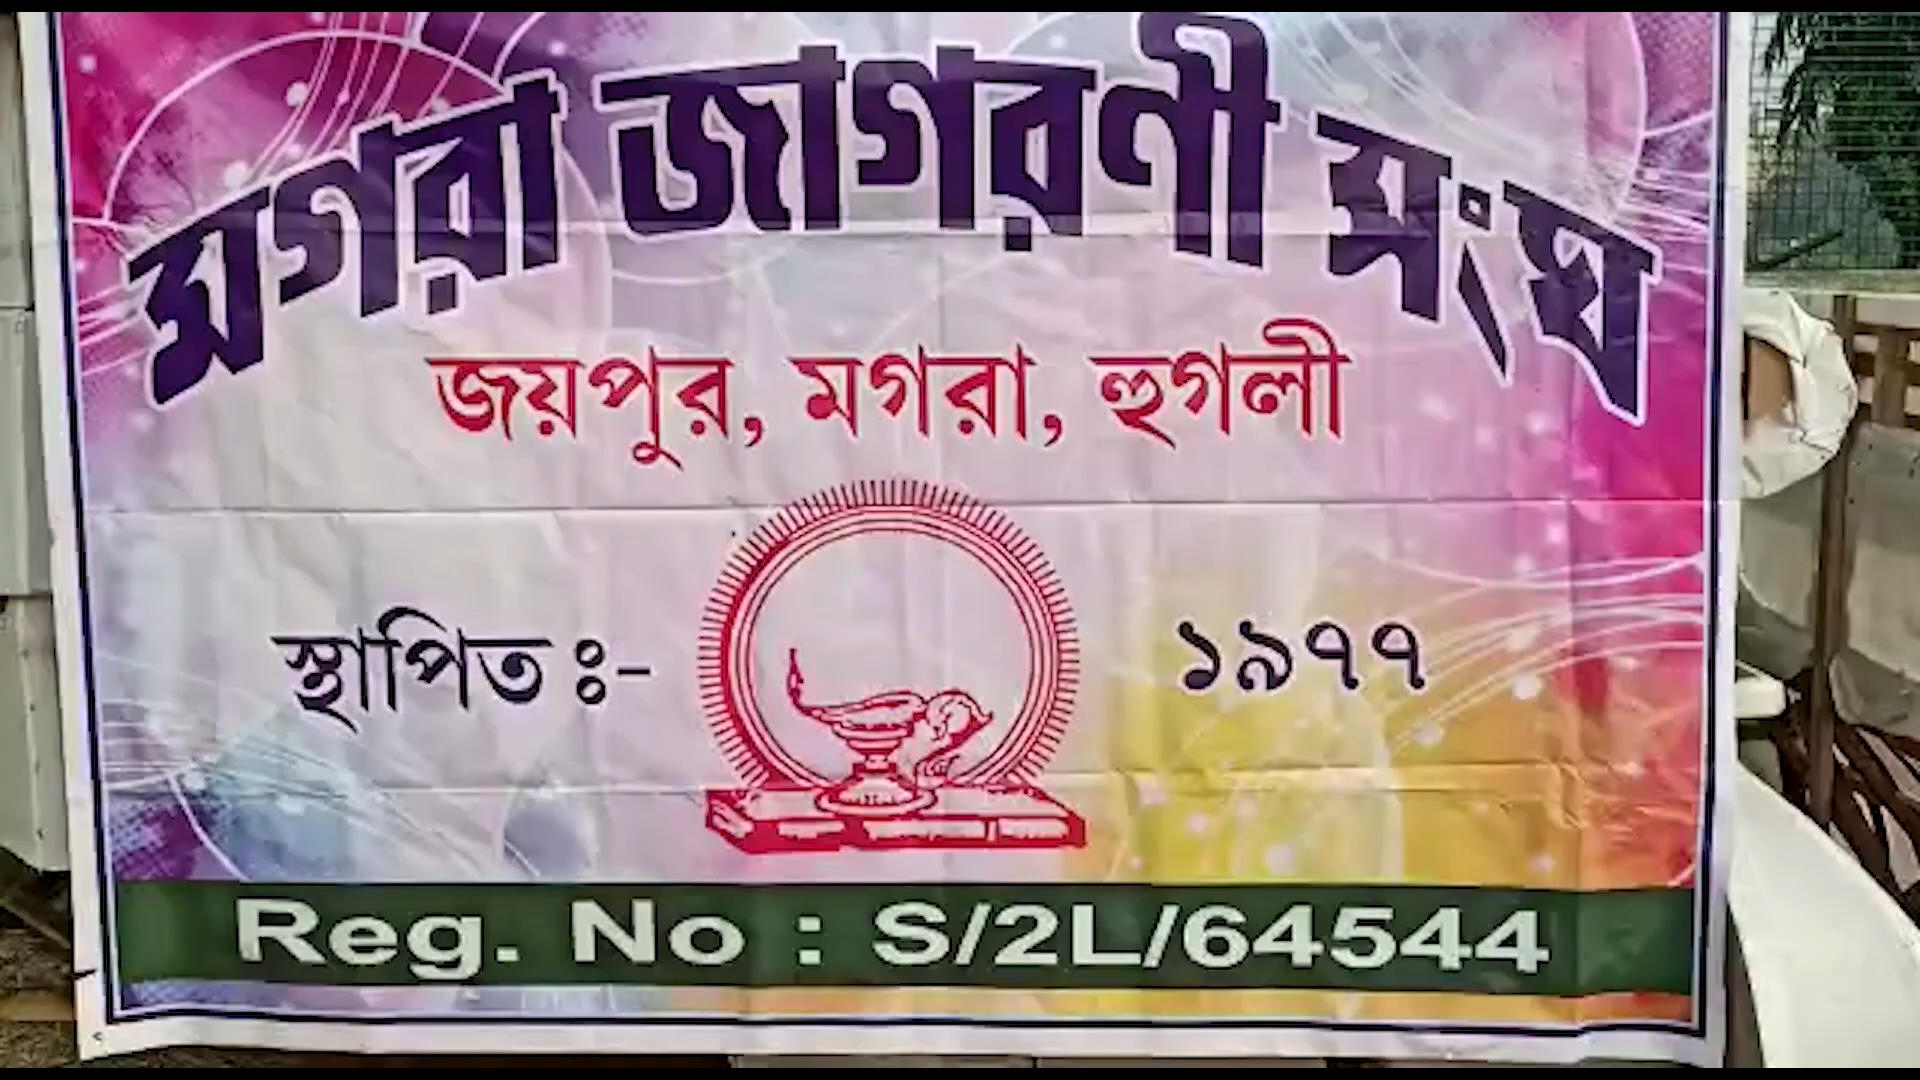 মগরা জাগরণী সংঘ
জয়পুর, মগরা, হুগলী
স্থাপিত ঃ- ১৯৭৭
Reg. No : S/2L/64544